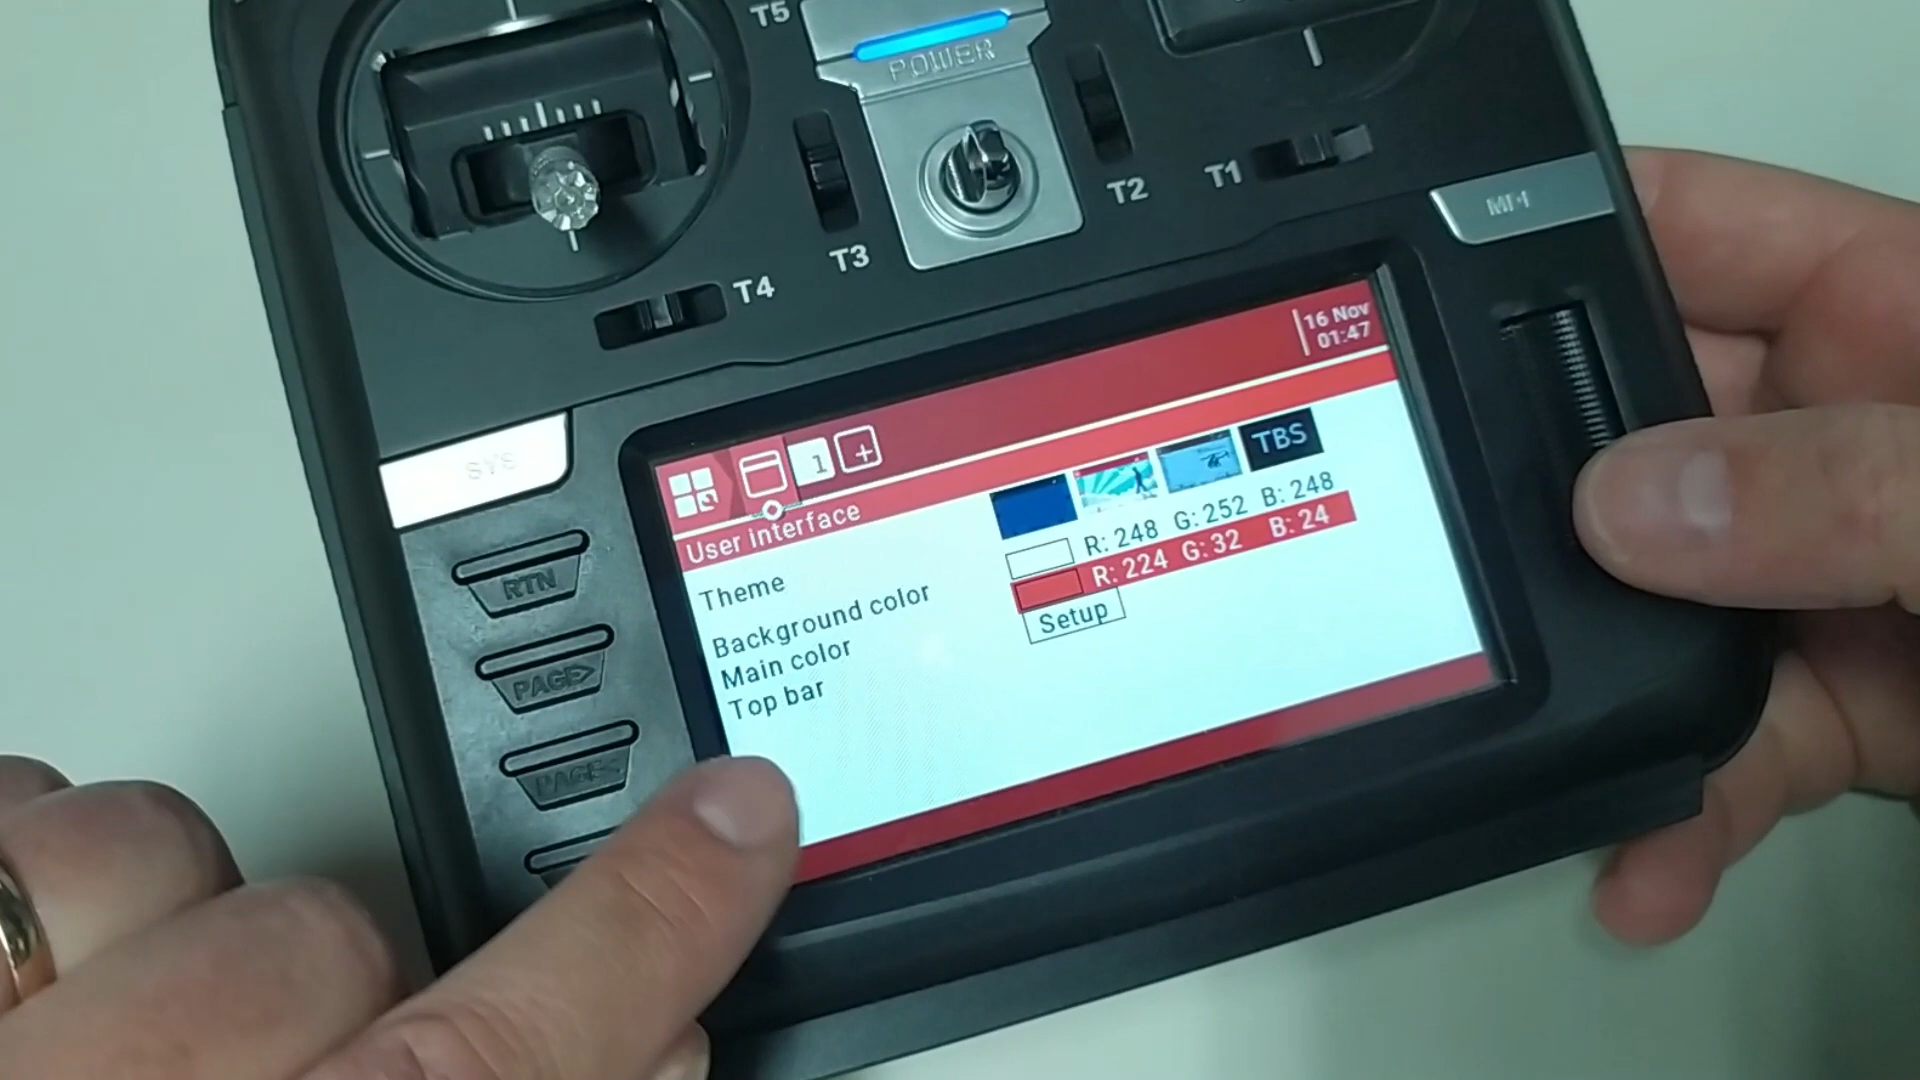 T5
POWER
T3
T2
T1
T4
SYS
RTN
PAGE>
PAGE<
16 Nov
01:47
1
User interface
TBS
Theme
Background color R: 248 G: 252 B: 248
Main color R: 224 G: 32 B: 24
Top bar Setup